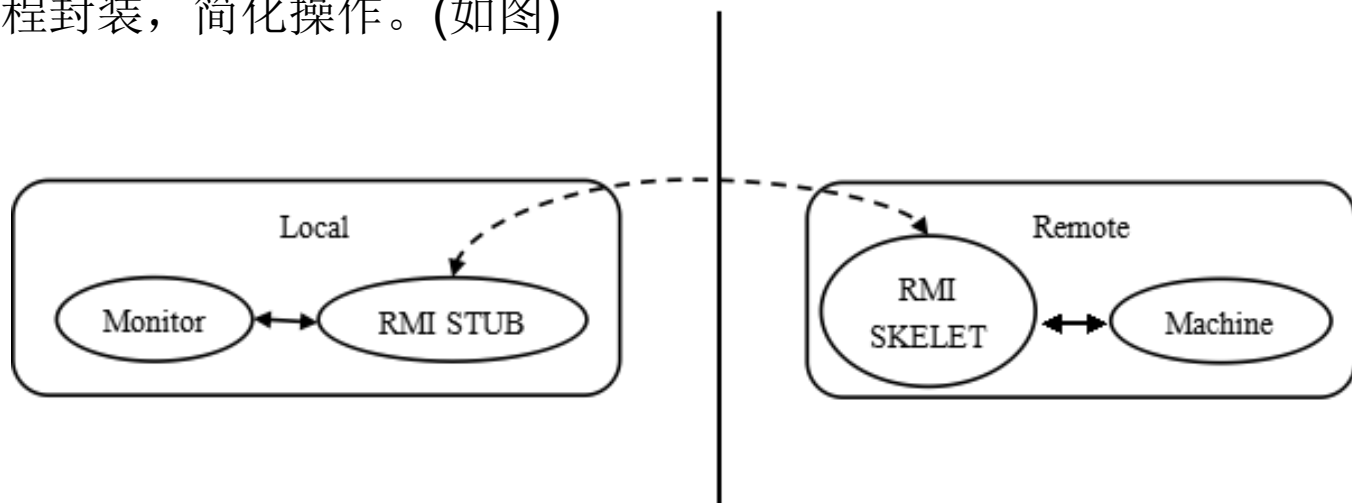 程封装，简化操作。(如图)
Local
Remote
Monitor
RMI STUB
RMI
SKELET
Machine